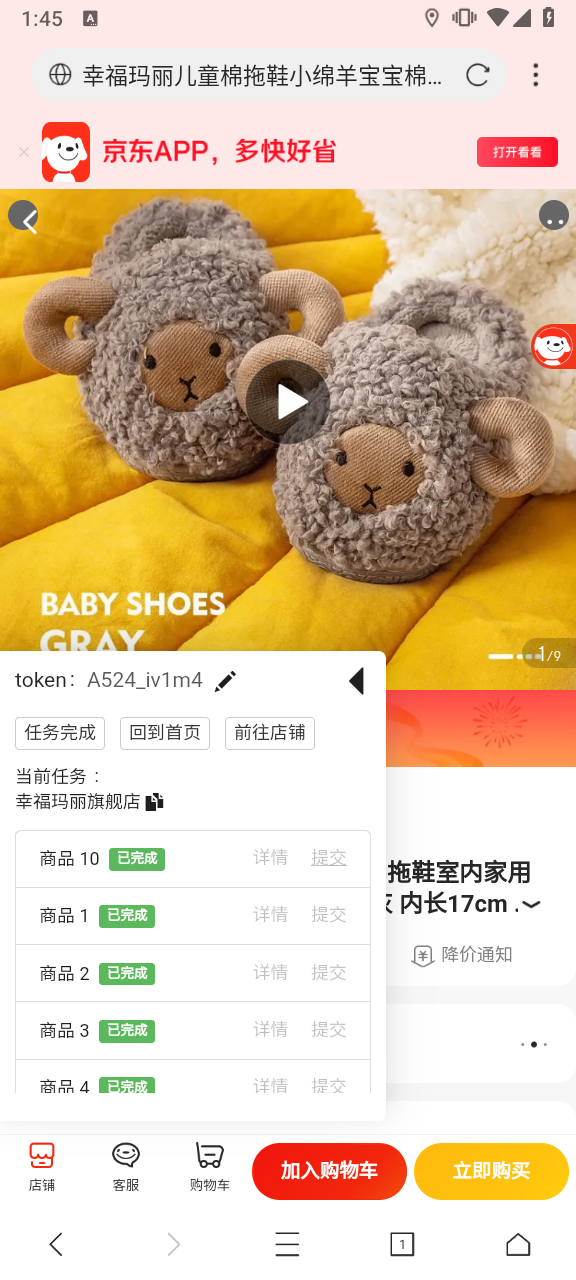 1:45
A
幸福玛丽儿童棉拖鞋小绵羊宝宝棉...
京东APP，多快好省
打开看看
BABY SHOES
GRAY
1/9
token： A524_iv1m4
任务完成 回到首页 前往店铺
当前任务：
幸福玛丽旗舰店
商品 10 已完成 详情 提交
商品 1 已完成 详情 提交
商品 2 已完成 详情 提交
商品 3 已完成 详情 提交
商品 4 已完成 详情 提交
拖鞋室内家用
内长17cm .
降价通知
店铺 客服 购物车 加入购物车 立即购买
1